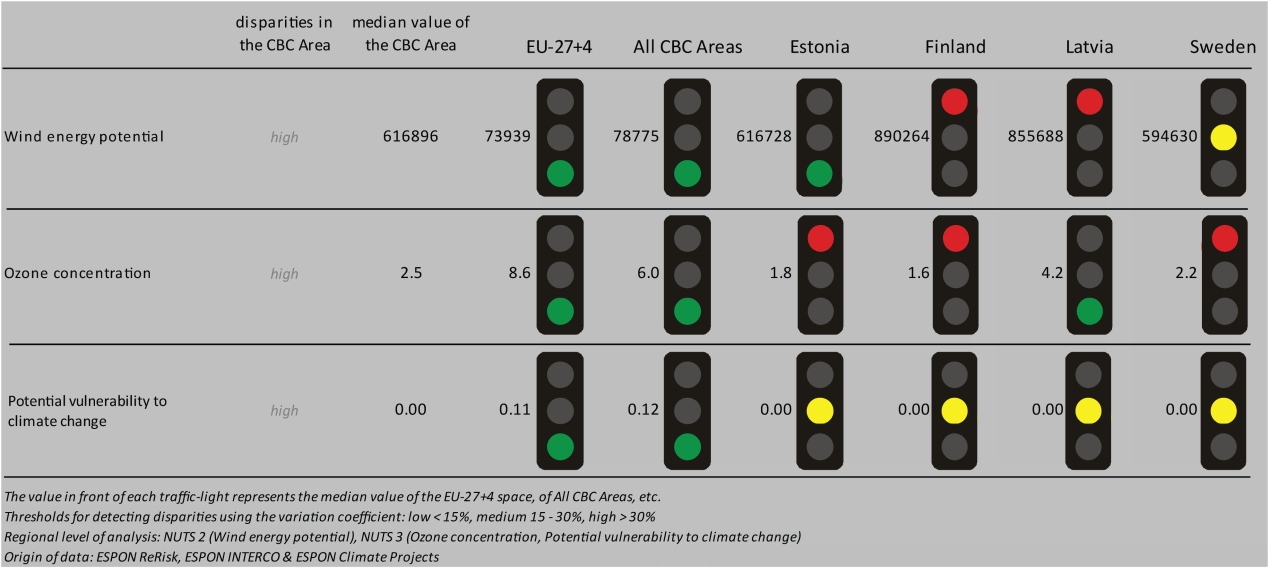 disparities in the CBC Area median value of the CBC Area EU-27+4 All CBC Areas Estonia Finland Latvia Sweden
Wind energy potential high 616896 73939 78775 616728 890264 855688 594630
Ozone concentration high 2.5 8.6 6.0 1.8 1.6 4.2 2.2
Potential vulnerability to
climate change high 0.00 0.11 0.12 0.00 0.00 0.00 0.00
The value in front of each traffic-light represents the median value of the EU-27+4 space, of All CBC Areas, etc.
Thresholds for detecting disparities using the variation coefficient: low < 15%, medium 15 - 30%, high > 30%
Regional level of analysis: NUTS 2 (Wind energy potential), NUTS 3 (Ozone concentration, Potential vulnerability to climate change)
Origin of data: ESPON ReRisk, ESPON INTERCO & ESPON Climate Projects